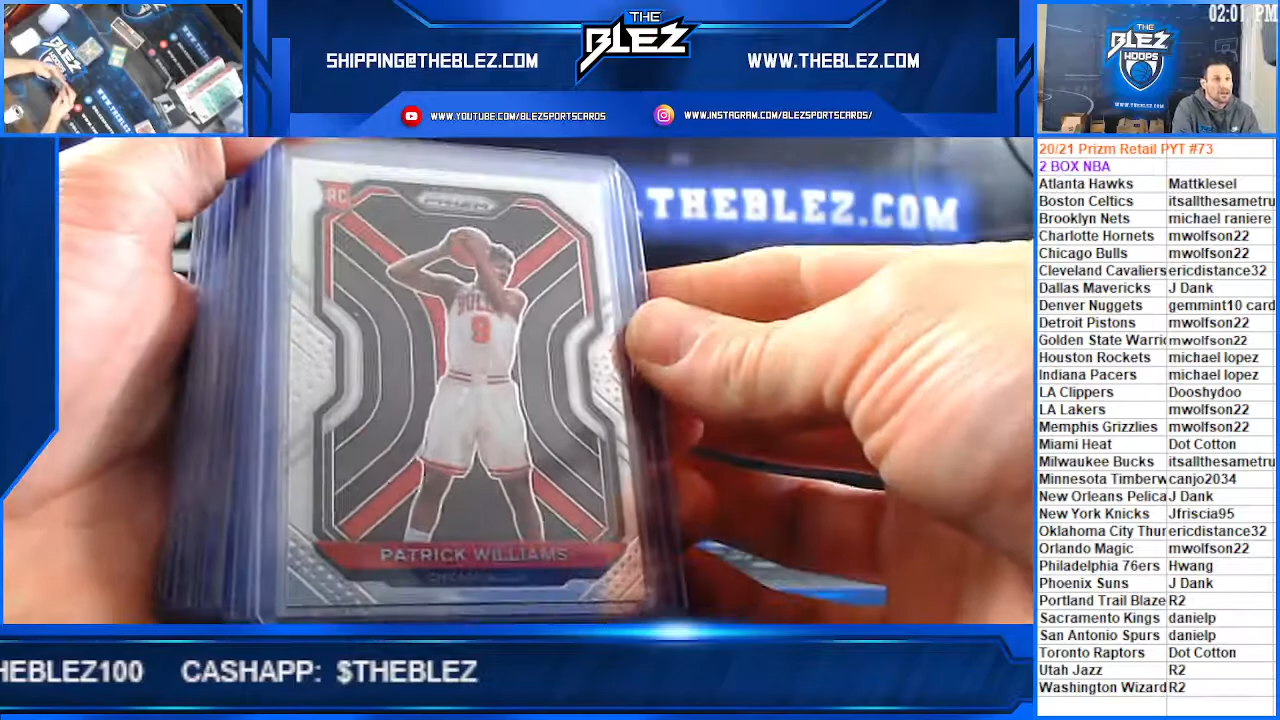 02:01 PM
THE
BLEZ
SHIPPING@THEBLEZ.COM
WWW.THEBLEZ.COM
WWW.YOUTUBE.COM/BLEZSPORTSCARDS
WWW.INSTAGRAM.COM/BLEZSPORTSCARDS/
THE
BLEZ
HOOPS
THEBLEZ.COM
RC
PRIZM
BULLS
9
PATRICK WILLIAMS
20/21 Prizm Retail PYT #73
2 BOX NBA
Atlanta Hawks Mattklesel
Boston Celtics itsallthesametru
Brooklyn Nets michael raniere
Charlotte Hornets mwolfson22
Chicago Bulls mwolfson22
Cleveland Cavaliers ericdistance32
Dallas Mavericks J Dank
Denver Nuggets gemmint10 card
Detroit Pistons mwolfson22
Golden State Warri mwolfson22
Houston Rockets michael lopez
Indiana Pacers michael lopez
LA Clippers Dooshydoo
LA Lakers mwolfson22
Memphis Grizzlies mwolfson22
Miami Heat Dot Cotton
Milwaukee Bucks itsallthesametru
Minnesota Timberw canjo2034
New Orleans Pelica J Dank
New York Knicks Jfriscia95
Oklahoma City Thur ericdistance32
Orlando Magic mwolfson22
Philadelphia 76ers Hwang
Phoenix Suns J Dank
Portland Trail Blaze R2
Sacramento Kings danielp
San Antonio Spurs danielp
Toronto Raptors Dot Cotton
Utah Jazz R2
Washington Wizard R2
HEBLEZ100 CASHAPP: $THEBLEZ